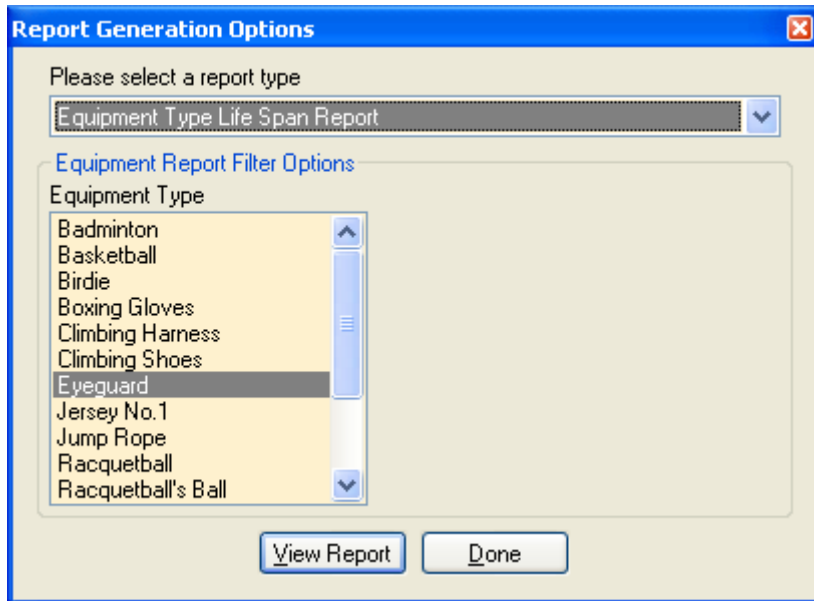 Report Generation Options
Please select a report type
Equipment Type Life Span Report
Equipment Report Filter Options
Equipment Type
Badminton
Basketball
Birdie
Boxing Gloves
Climbing Harness
Climbing Shoes
Eyeguard
Jersey No.1
Jump Rope
Racquetball
Racquetball's Ball
View Report
Done